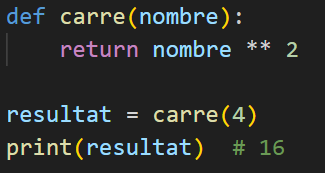 def carre(nombre):
    return nombre ** 2

resultat = carre(4)
print(resultat)  # 16